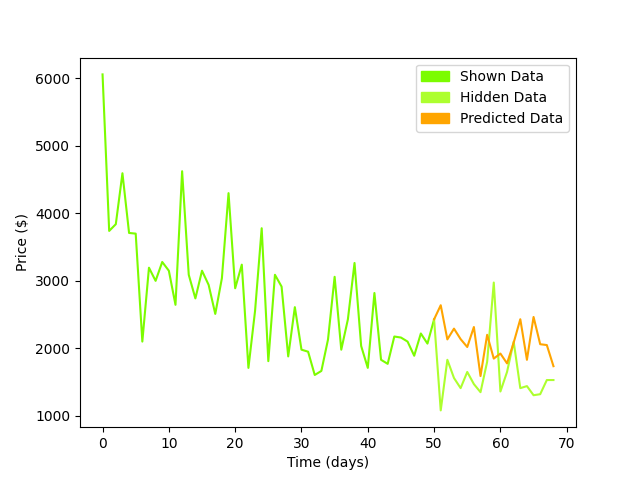 Shown Data
Hidden Data
Predicted Data
6000
5000
4000
3000
2000
1000
Price ($)
0 10 20 30 40 50 60 70
Time (days)